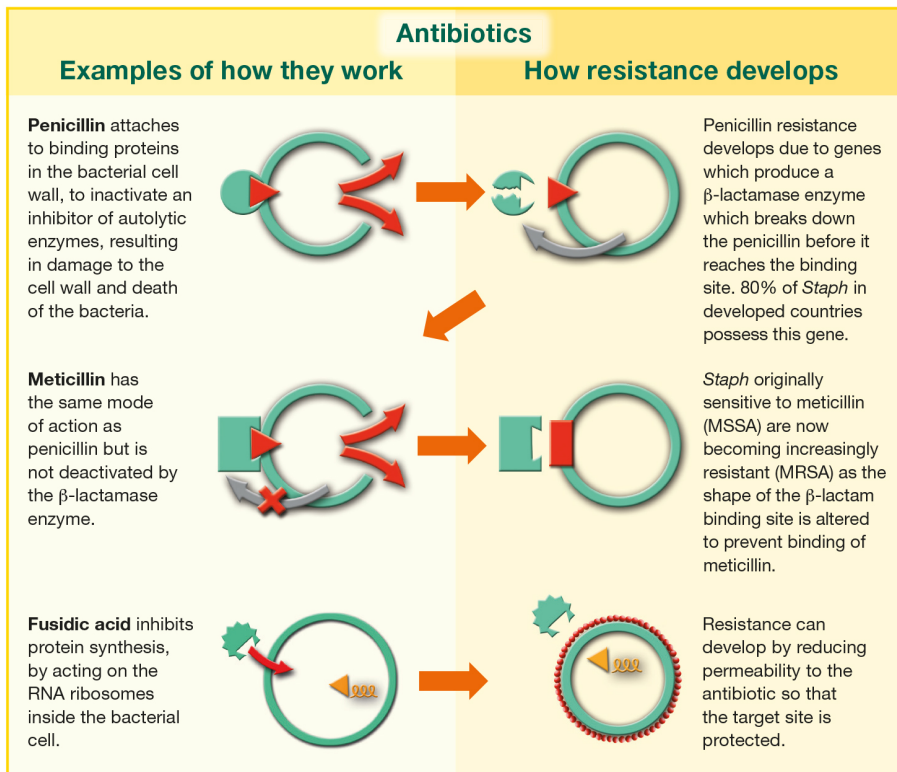 Antibiotics
Examples of how they work
How resistance develops
Penicillin attaches
to binding proteins
in the bacterial cell
wall, to inactivate an
inhibitor of autolytic
enzymes, resulting
in damage to the
cell wall and death
of the bacteria.
Penicillin resistance
develops due to genes
which produce a
β-lactamase enzyme
which breaks down
the penicillin before it
reaches the binding
site. 80% of Staph in
developed countries
possess this gene.
Meticillin has
the same mode
of action as
penicillin but is
not deactivated by
the β-lactamase
enzyme.
Staph originally
sensitive to meticillin
(MSSA) are now
becoming increasingly
resistant (MRSA) as the
shape of the β-lactam
binding site is altered
to prevent binding of
meticillin.
Fusidic acid inhibits
protein synthesis,
by acting on the
RNA ribosomes
inside the bacterial
cell.
Resistance can
develop by reducing
permeability to the
antibiotic so that
the target site is
protected.